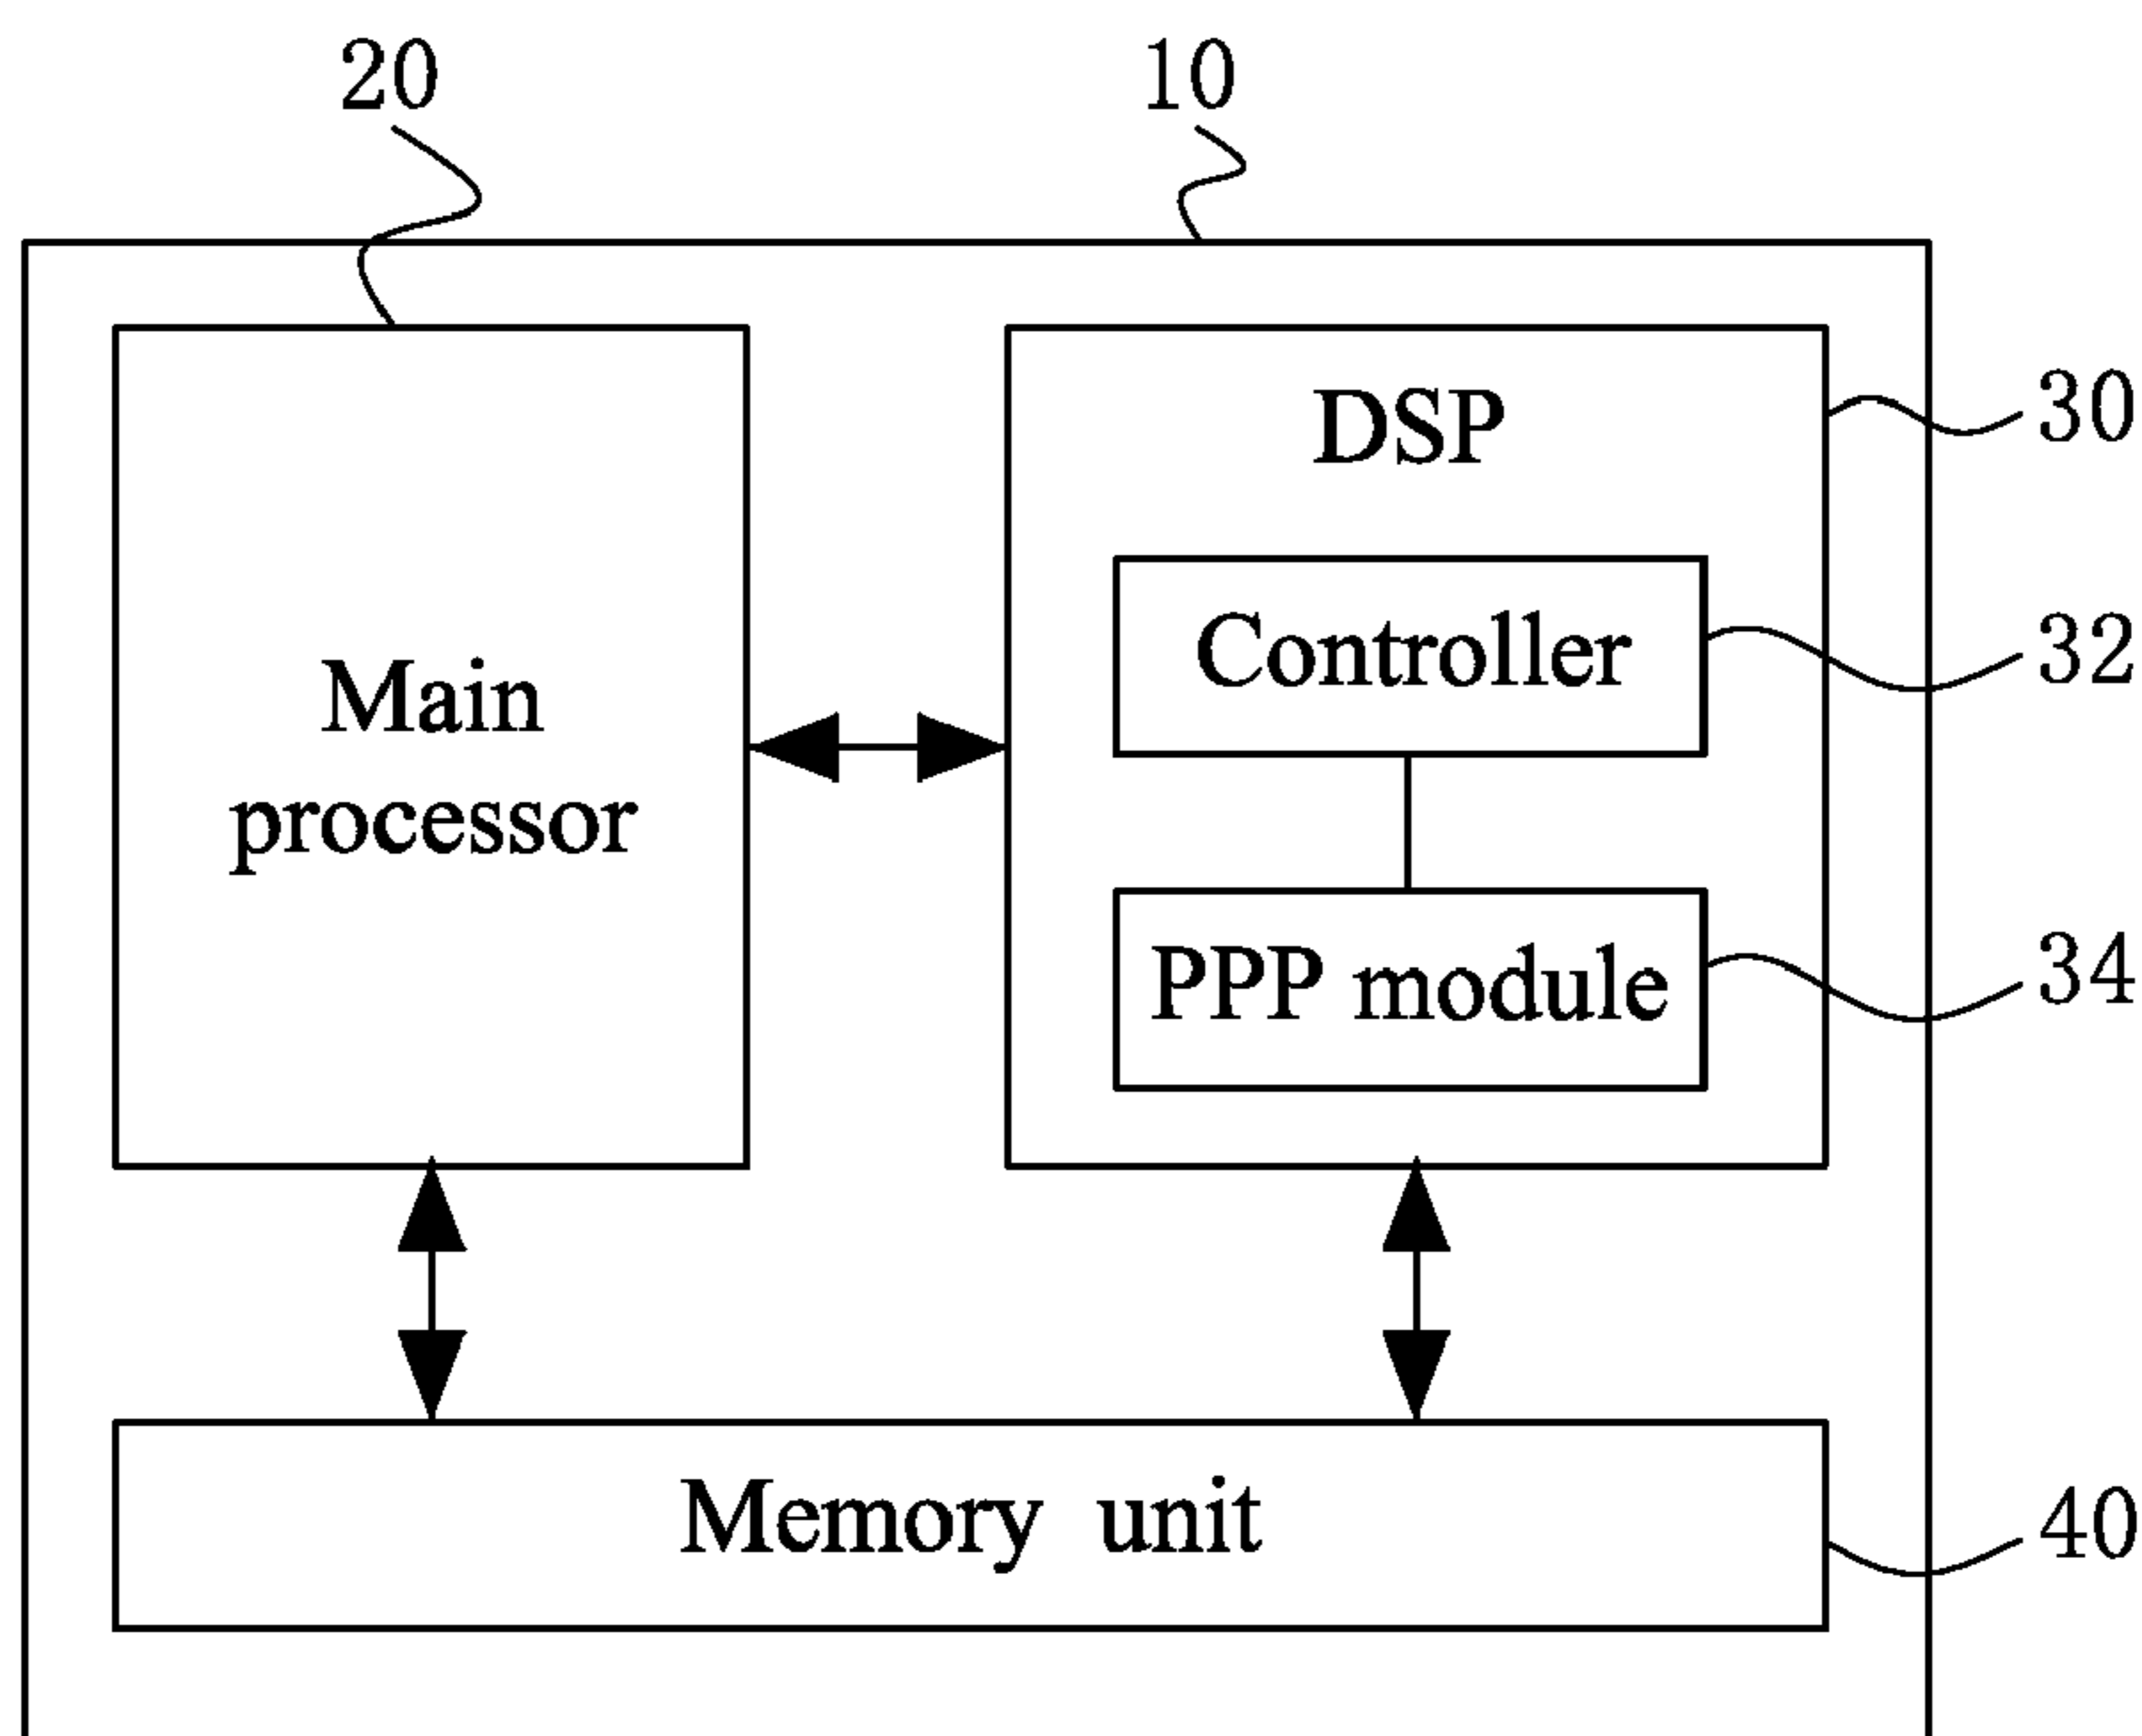 20
10
DSP
30
Controller
32
Main
processor
PPP module
34
Memory unit
40